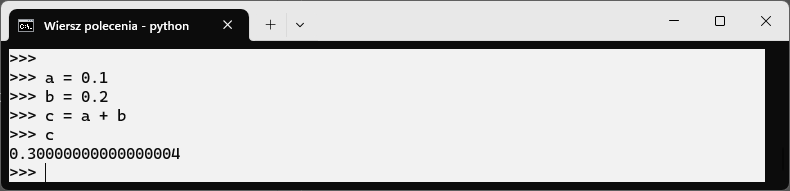 Wiersz polecenia - python
>>>
>>> a = 0.1
>>> b = 0.2
>>> c = a + b
>>> c
0.30000000000000004
>>>